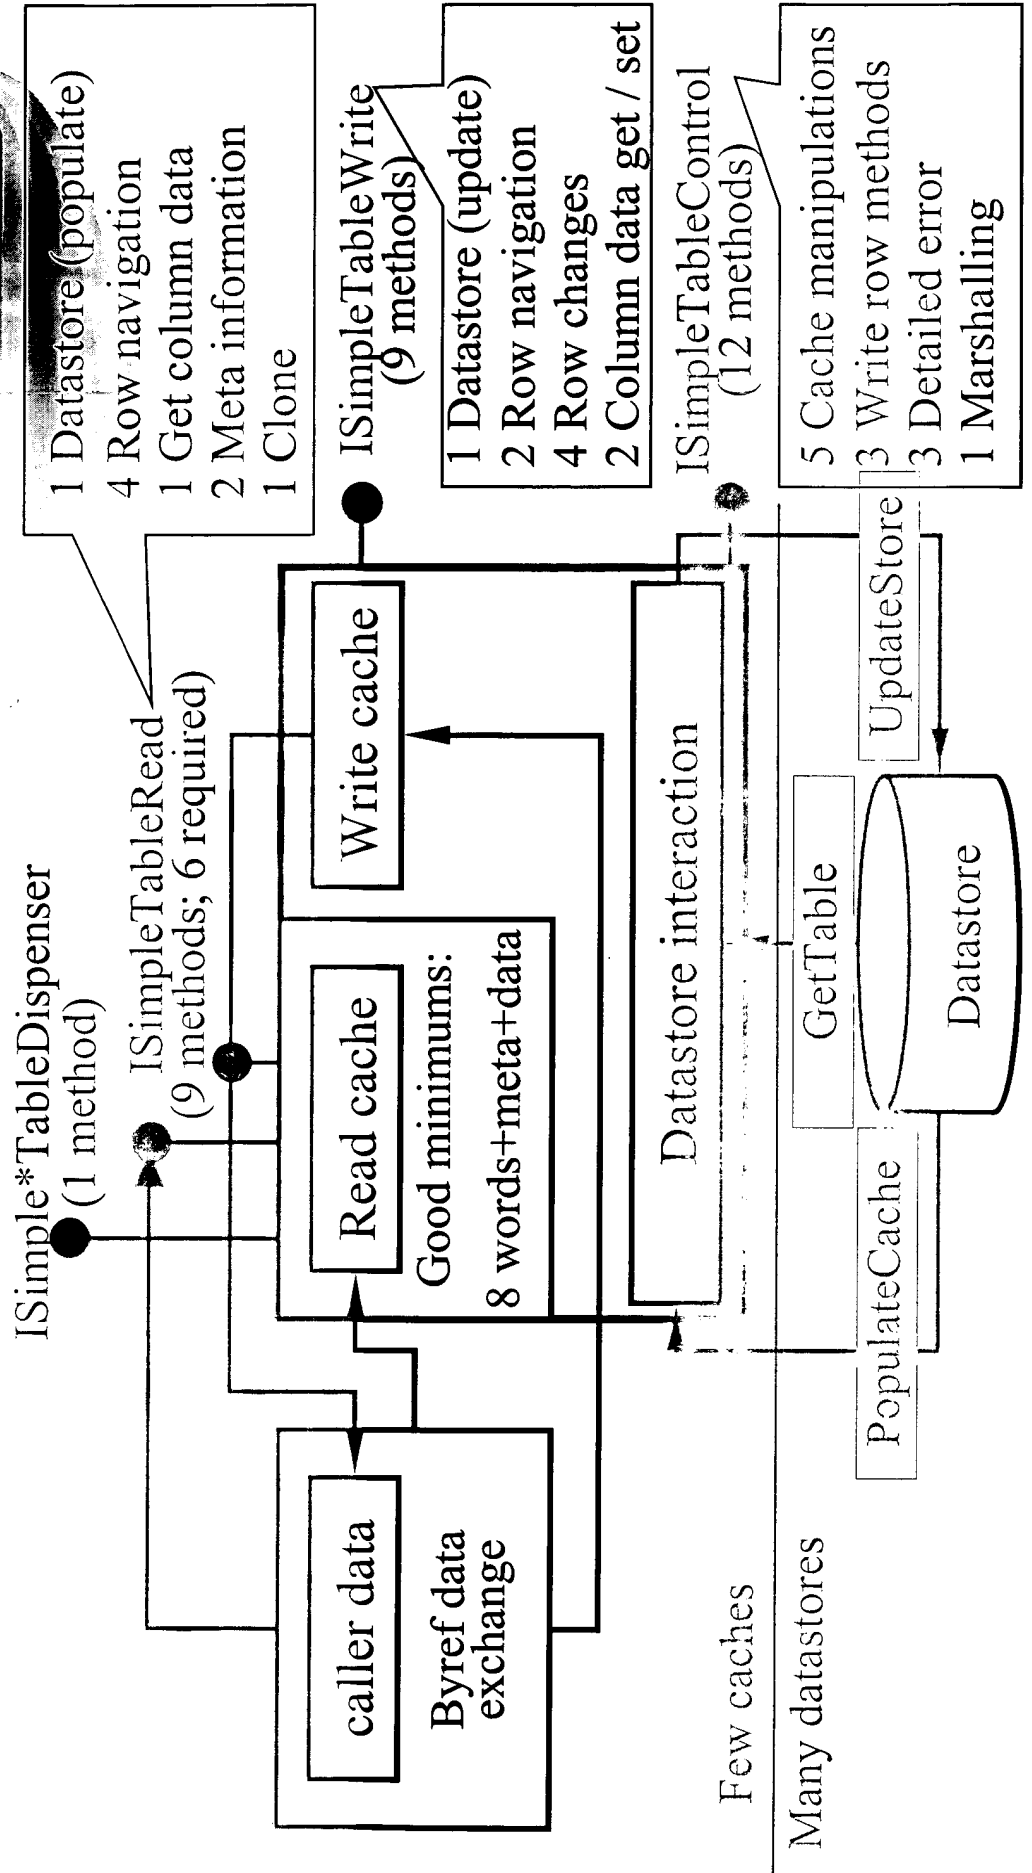 ISimple*TableDispenser
(1 method)
ISimpleTableRead
(9 methods; 6 required)
1 Datastore (populate)
4 Row navigation
1 Get column data
2 Meta information
1 Clone
caller data
Byref data
exchange
Read cache
Good minimums:
8 words+meta+data
Write cache
ISimpleTableWrite
(9 methods)
1 Datastore (update)
2 Row navigation
4 Row changes
2 Column data get / set
Datastore interaction
ISimpleTableControl
(12 methods)
5 Cache manipulations
3 Write row methods
3 Detailed error
1 Marshalling
Few caches
Many datastores
PopulateCache
GetTable
UpdateStore
Datastore